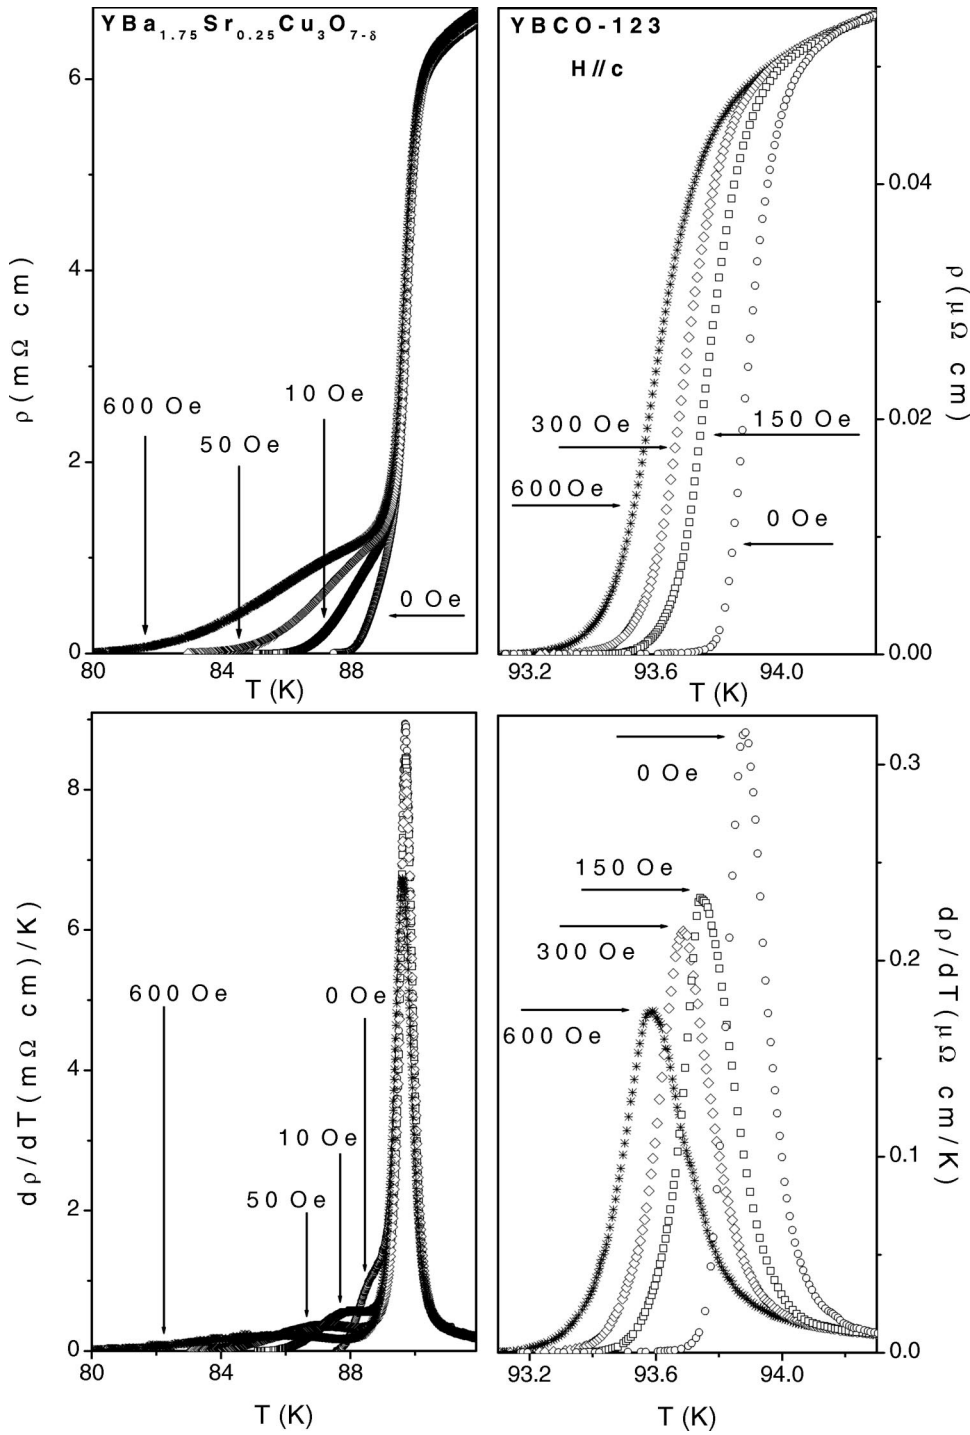 YBa1.75Sr0.25Cu3O7-δ
6
4
2
0
ρ (mΩ cm)
600 Oe
50 Oe
10 Oe
0 Oe
80 84 88
T (K)
YBCO-123
H // c
0.04
0.02
0.00
ρ (μΩ cm)
300 Oe
150 Oe
600Oe
0 Oe
93.2 93.6 94.0
T (K)
8
6
4
2
0
dρ/dT (mΩ cm)/K
600 Oe
0 Oe
10 Oe
50 Oe
80 84 88
T (K)
0.3
0.2
0.1
0.0
dρ/dT (μΩ cm/K)
0 Oe
150 Oe
300 Oe
600 Oe
93.2 93.6 94.0
T (K)